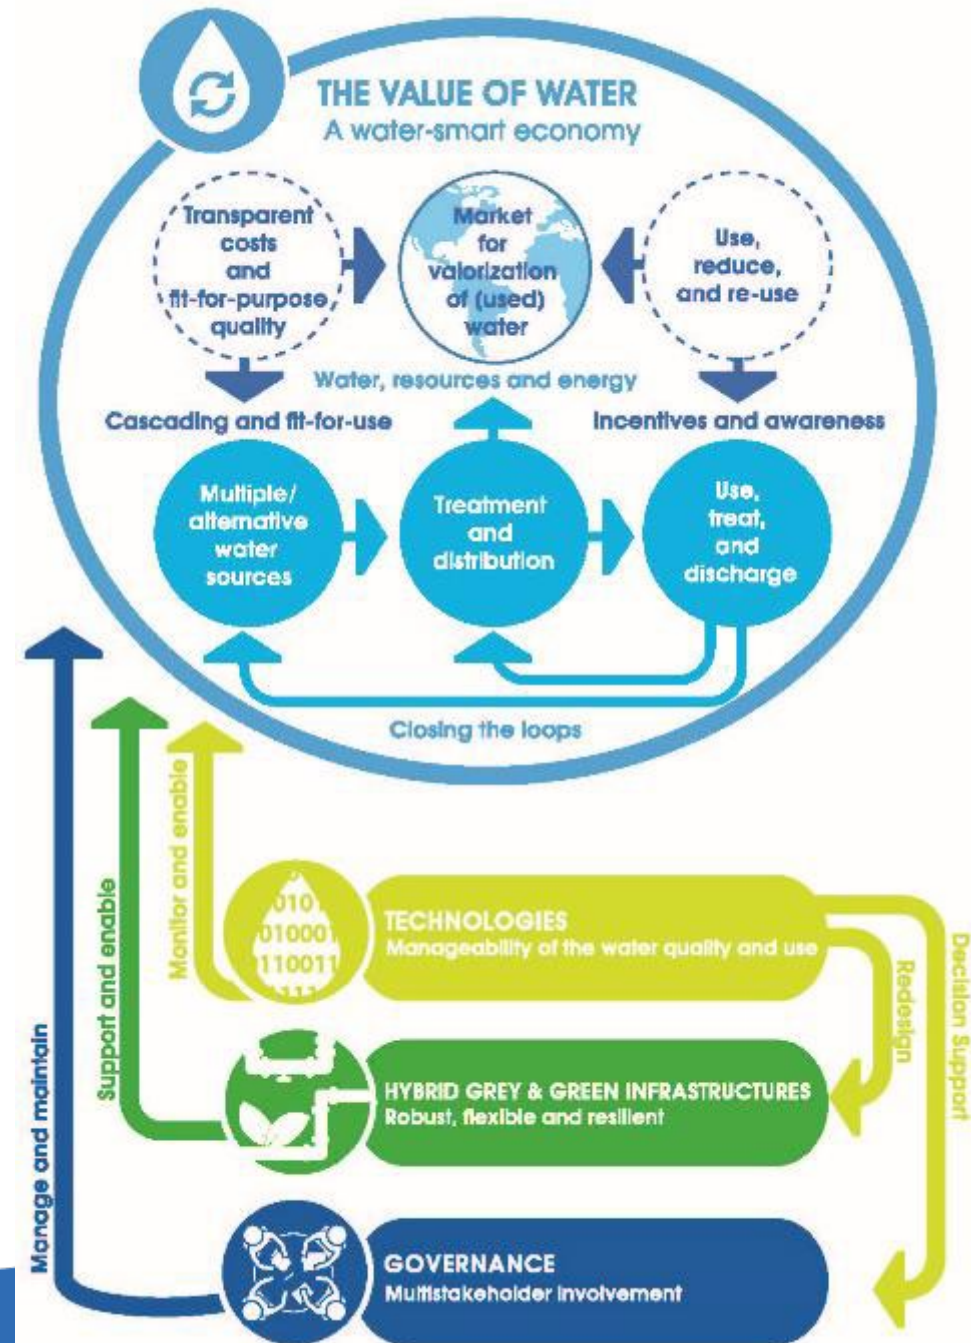 THE VALUE OF WATER
A water-smart economy
Transparent
costs
and
fit-for-purpose
quality
Market
for
valorization
of (used)
water
Use,
reduce,
and re-use
Water, resources and energy
Cascading and fit-for-use
Incentives and awareness
Multiple/
alternative
water
sources
Treatment
and
distribution
Use,
treat,
and
discharge
Closing the loops
Monitor and enable
Support and enable
Manage and maintain
TECHNOLOGIES
Manageability of the water quality and use
Redesign
Decision Support
HYBRID GREY & GREEN INFRASTRUCTURES
Robust, flexible and resilient
GOVERNANCE
Multistakeholder involvement